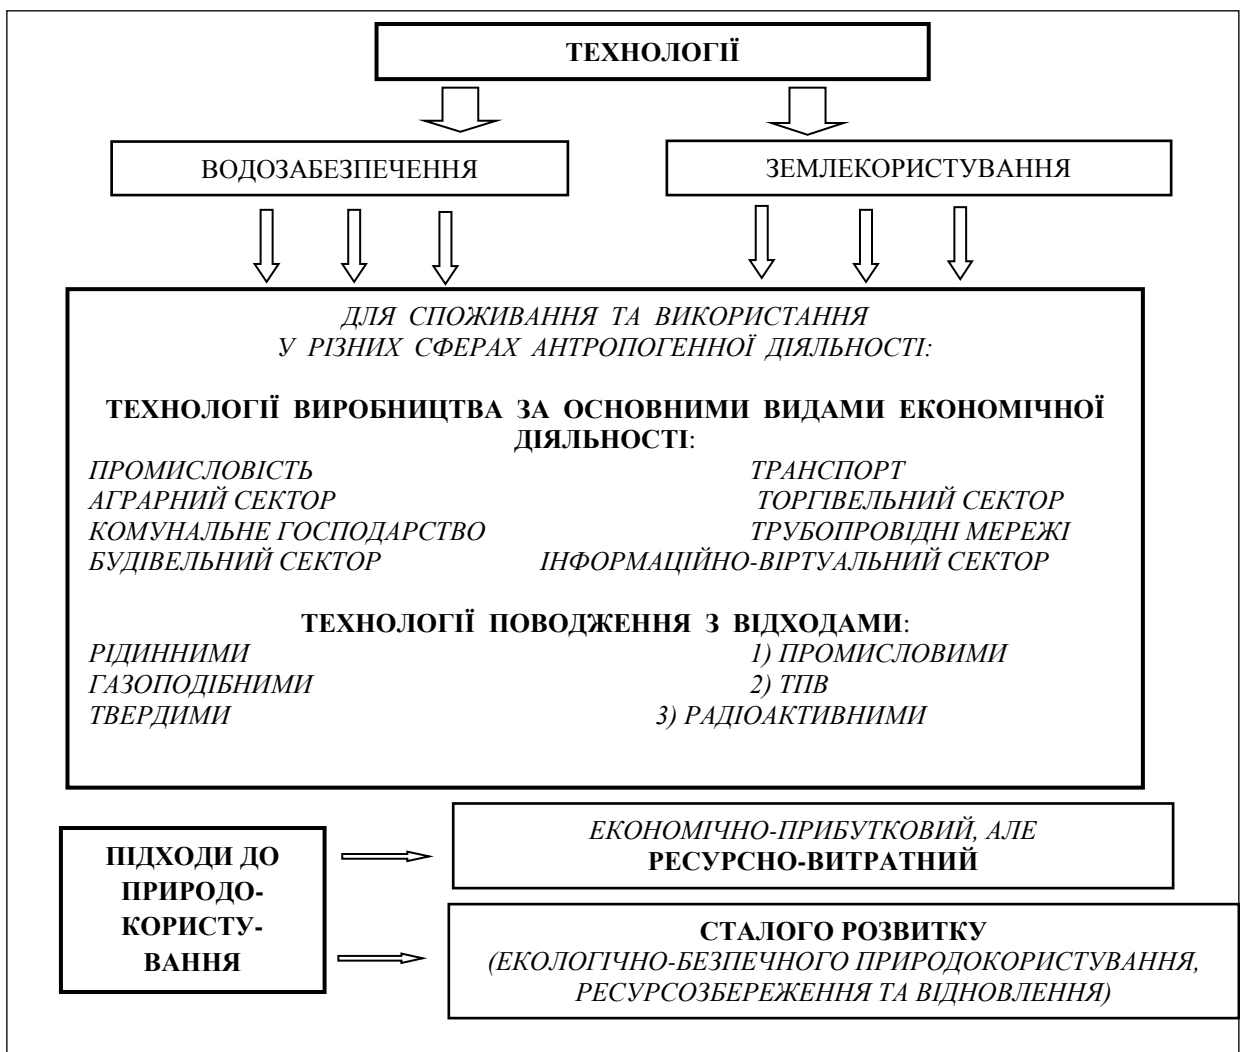 ТЕХНОЛОГІЇ
ВОДОЗАБЕЗПЕЧЕННЯ ЗЕМЛЕКОРИСТУВАННЯ
ДЛЯ СПОЖИВАННЯ ТА ВИКОРИСТАННЯ
У РІЗНИХ СФЕРАХ АНТРОПОГЕННОЇ ДІЯЛЬНОСТІ:
ТЕХНОЛОГІЇ ВИРОБНИЦТВА ЗА ОСНОВНИМИ ВИДАМИ ЕКОНОМІЧНОЇ
ДІЯЛЬНОСТІ:
ПРОМИСЛОВІСТЬ ТРАНСПОРТ
АГРАРНИЙ СЕКТОР ТОРГІВЕЛЬНИЙ СЕКТОР
КОМУНАЛЬНЕ ГОСПОДАРСТВО ТРУБОПРОВІДНІ МЕРЕЖІ
БУДІВЕЛЬНИЙ СЕКТОР ІНФОРМАЦІЙНО-ВІРТУАЛЬНИЙ СЕКТОР
ТЕХНОЛОГІЇ ПОВОДЖЕННЯ З ВІДХОДАМИ:
РІДИННИМИ 1) ПРОМИСЛОВИМИ
ГАЗОПОДІБНИМИ 2) ТПВ
ТВЕРДИМИ 3) РАДІОАКТИВНИМИ
ПІДХОДИ ДО
ПРИРОДО-
КОРИСТУ-
ВАННЯ
ЕКОНОМІЧНО-ПРИБУТКОВИЙ, АЛЕ
РЕСУРСНО-ВИТРАТНИЙ
СТАЛОГО РОЗВИТКУ
(ЕКОЛОГІЧНО-БЕЗПЕЧНОГО ПРИРОДОКОРИСТУВАННЯ,
РЕСУРСОЗБЕРЕЖЕННЯ ТА ВІДНОВЛЕННЯ)